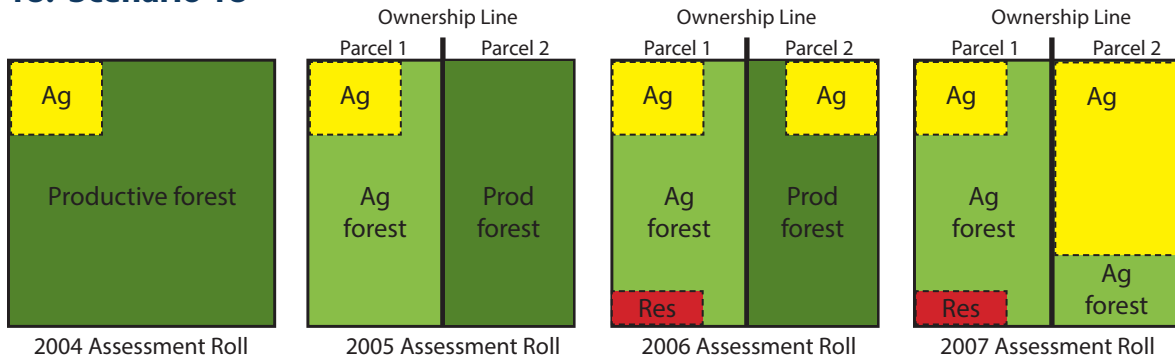 Ownership Line
Ownership Line
Ownership Line
Parcel 1
Parcel 2
Parcel 1
Parcel 2
Parcel 1
Parcel 2
Ag
Ag
Ag
Ag
Ag
Ag
Productive forest
Ag
forest
Prod
forest
Ag
forest
Prod
forest
Ag
forest
Ag
forest
Res
Res
2004 Assessment Roll
2005 Assessment Roll
2006 Assessment Roll
2007 Assessment Roll